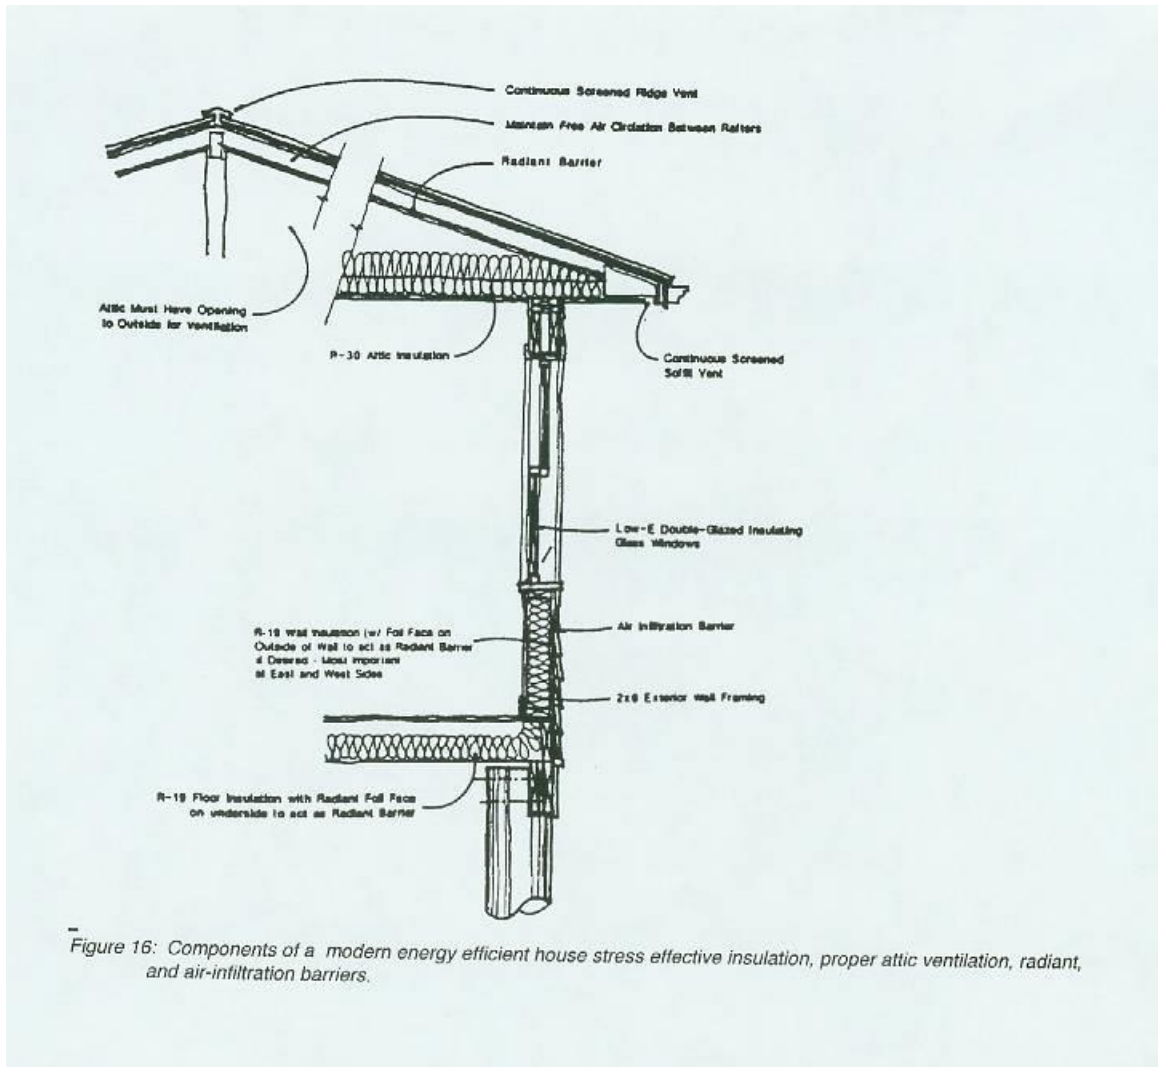 Continuous Screened Ridge Vent
Maintain Free Air Circlation Between Rafters
Radiant Barrier
Attic Must Have Opening
to Outside for Ventilation
R-30 Attic Insulation
Continuous Screened
Soffit Vent
Low-E Double-Glazed Insulating
Glass Windows
R-19 Wall Insulation (w/ Foil Face on
Outside of Wall to act as Radiant Barrier
if Desired - Most Important
at East and West Sides
Air Infiltration Barrier
2x6 Exterior Wall Framing
R-19 Floor Insulation with Radiant Foil Face
on underside to act as Radiant Barrier
Figure 16: Components of a modern energy efficient house stress effective insulation, proper attic ventilation, radiant,
and air-infiltration barriers.